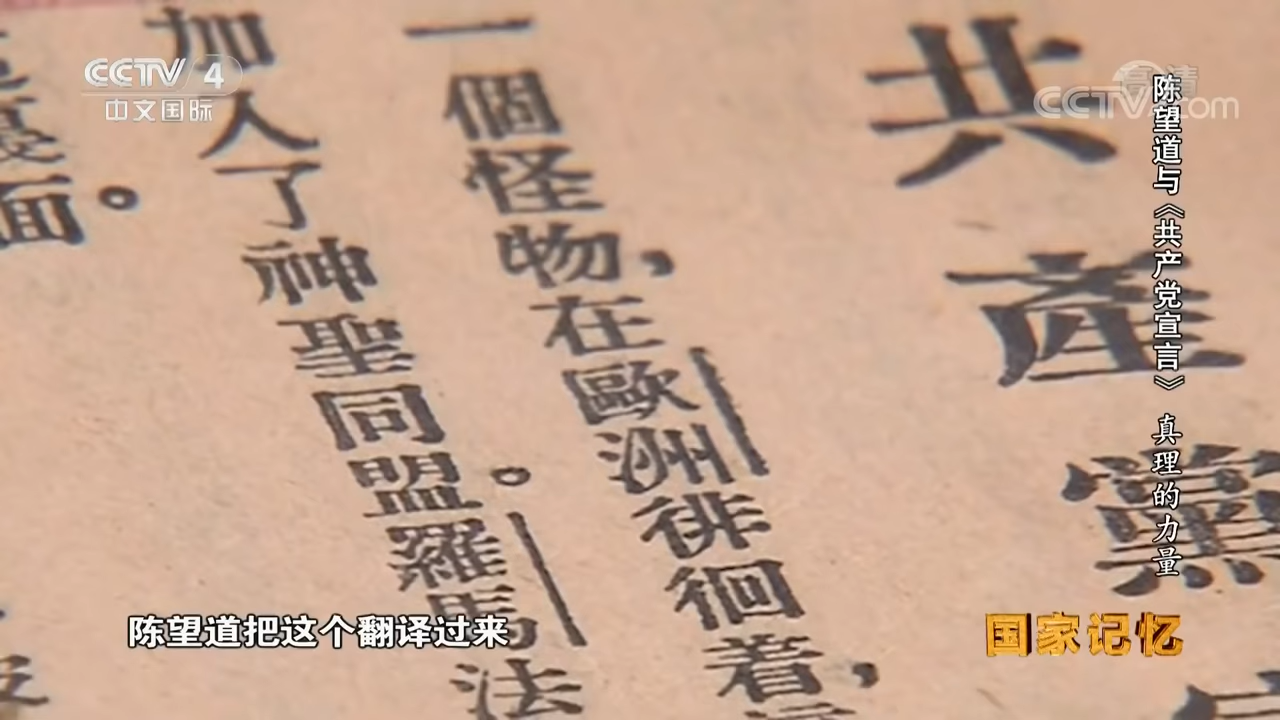 CCTV 4
中文国际
高清
CCTV.com
陈望道与《共产党宣言》 真理的力量
共產黨
一個怪物，在歐洲徘徊着，
加入了神聖同盟。羅馬法
面。
陈望道把这个翻译过来
国家记忆